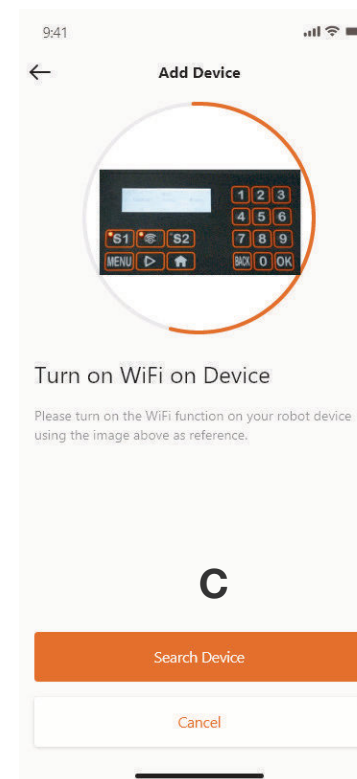 9:41
Add Device
1 2 3
4 5 6
S1 S2 7 8 9
MENU BACK 0 OK
Turn on WiFi on Device
Please turn on the WiFi function on your robot device
using the image above as reference.
C
Search Device
Cancel